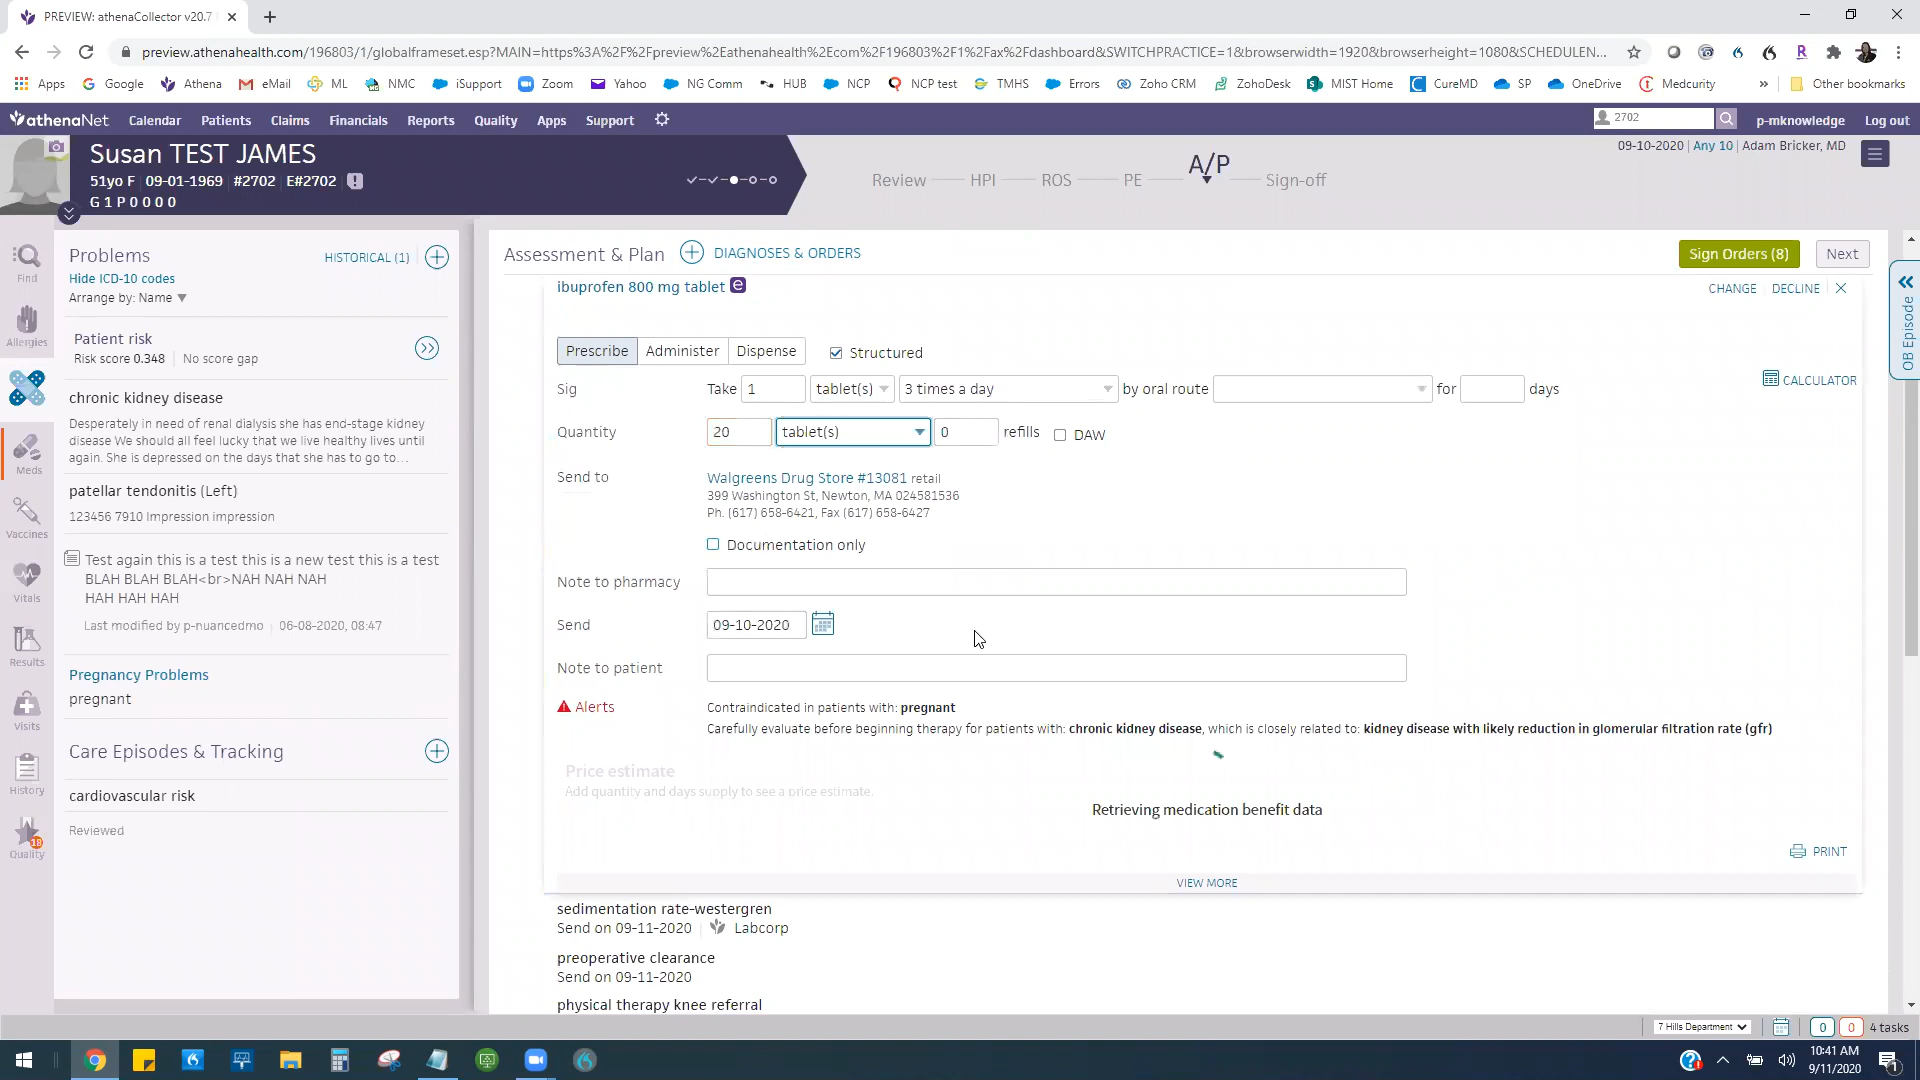 PREVIEW: athenaCollector v20.7
preview.athenahealth.com/196803/1/globalframeset.esp?MAIN=https%3A%2F%2Fpreview%2Eathenahealth%2Ecom%2F196803%2F1%2Fax%2Fdashboard&SWITCHPRACTICE=1&browserwidth=1920&browserheight=1080&SCHEDULEN...
Apps Google Athena eMail ML NMC iSupport Zoom Yahoo NG Comm HUB NCP NCP test TMHS Errors Zoho CRM ZohoDesk MIST Home CureMD SP OneDrive Medcurity » Other bookmarks
athenaNet Calendar Patients Claims Financials Reports Quality Apps Support 2702 p-mknowledge Log out
Susan TEST JAMES
51yo F 09-01-1969 #2702 E#2702
G 1 P 0 0 0 0
Review HPI ROS PE A/P Sign-off
09-10-2020 | Any 10 | Adam Bricker, MD
Find
Allergies
Meds
Vaccines
Vitals
Results
Visits
History
18
Quality
Problems HISTORICAL (1)
Hide ICD-10 codes
Arrange by: Name
Patient risk
Risk score 0.348 No score gap
chronic kidney disease
Desperately in need of renal dialysis she has end-stage kidney
disease We should all feel lucky that we live healthy lives until
again. She is depressed on the days that she has to go to...
patellar tendonitis (Left)
123456 7910 Impression impression
Test again this is a test this is a new test this is a test
BLAH BLAH BLAH<br>NAH NAH NAH
HAH HAH HAH
Last modified by p-nuancedmo 06-08-2020, 08:47
Pregnancy Problems
pregnant
Care Episodes & Tracking
cardiovascular risk
Reviewed
Assessment & Plan DIAGNOSES & ORDERS Sign Orders (8) Next
ibuprofen 800 mg tablet e CHANGE DECLINE
OB Episode
Prescribe Administer Dispense Structured
Sig Take 1 tablet(s) 3 times a day by oral route for days
CALCULATOR
Quantity 20 tablet(s) 0 refills DAW
Send to Walgreens Drug Store #13081 retail
399 Washington St, Newton, MA 024581536
Ph. (617) 658-6421, Fax (617) 658-6427
Documentation only
Note to pharmacy
Send 09-10-2020
Note to patient
Alerts Contraindicated in patients with: pregnant
Carefully evaluate before beginning therapy for patients with: chronic kidney disease, which is closely related to: kidney disease with likely reduction in glomerular filtration rate (gfr)
Price estimate
Add quantity and days supply to see a price estimate.
Retrieving medication benefit data
PRINT
VIEW MORE
sedimentation rate-westergren
Send on 09-11-2020 Labcorp
preoperative clearance
Send on 09-11-2020
physical therapy knee referral
7 Hills Department 0 0 4 tasks
10:41 AM
9/11/2020
1